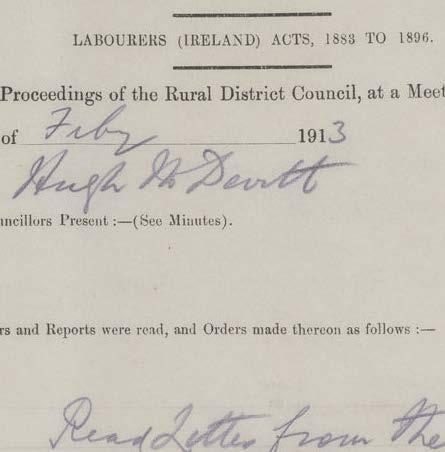 LABOURERS (IRELAND) ACTS, 1883 TO 1896.
Proceedings of the Rural District Council, at a Meet
of Feby 1913
Hugh McDevitt
uncillors Present :—(See Minutes).
rs and Reports were read, and Orders made thereon as follows :—
Read Letter from the